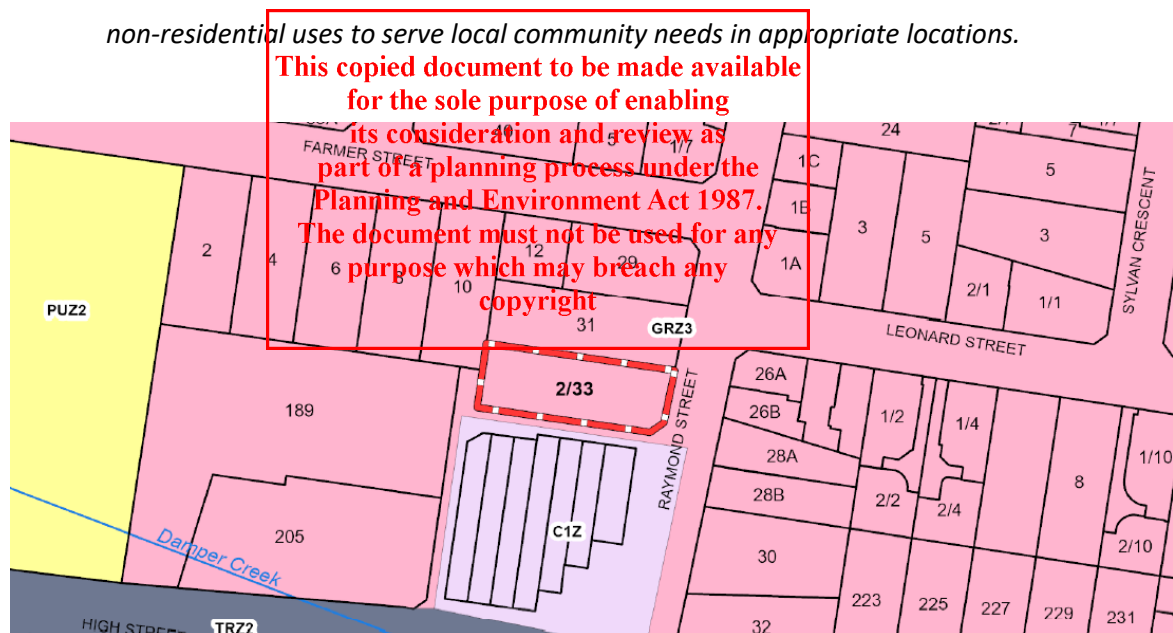 non-residential uses to serve local community needs in appropriate locations.
This copied document to be made available
for the sole purpose of enabling
its consideration and review as
part of a planning process under the
Planning and Environment Act 1987.
The document must not be used for any
purpose which may breach any
copyright
40
5
1/7
24
7
FARMER STREET
1C
5
1B
3
5
3
SYLVAN CRESCENT
2
4
6
8
10
12
29
1A
2/1
1/1
PUZ2
31
GRZ3
LEONARD STREET
2/33
RAYMOND STREET
26A
26B
1/2
1/4
189
28A
8
1/10
28B
2/2
2/4
205
C1Z
30
2/10
Damper Creek
223
225
227
229
231
HIGH STREET
TRZ2
32